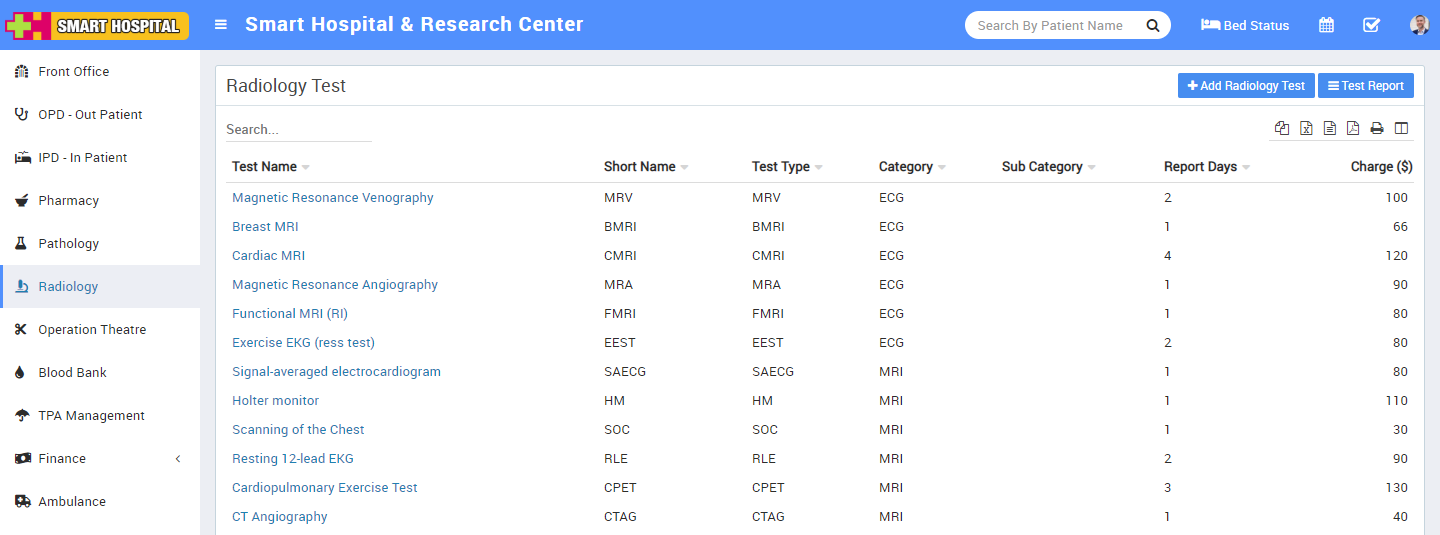 SMART HOSPITAL
Smart Hospital & Research Center
Search By Patient Name
Bed Status
Front Office
OPD - Out Patient
IPD - In Patient
Pharmacy
Pathology
Radiology
Operation Theatre
Blood Bank
TPA Management
Finance
Ambulance
Radiology Test
Add Radiology Test
Test Report
Search...
Test Name Short Name Test Type Category Sub Category Report Days Charge ($)
Magnetic Resonance Venography MRV MRV ECG 2 100
Breast MRI BMRI BMRI ECG 1 66
Cardiac MRI CMRI CMRI ECG 4 120
Magnetic Resonance Angiography MRA MRA ECG 1 90
Functional MRI (RI) FMRI FMRI ECG 1 80
Exercise EKG (ress test) EEST EEST ECG 2 80
Signal-averaged electrocardiogram SAECG SAECG MRI 1 80
Holter monitor HM HM MRI 1 110
Scanning of the Chest SOC SOC MRI 1 30
Resting 12-lead EKG RLE RLE MRI 2 90
Cardiopulmonary Exercise Test CPET CPET MRI 3 130
CT Angiography CTAG CTAG MRI 1 40